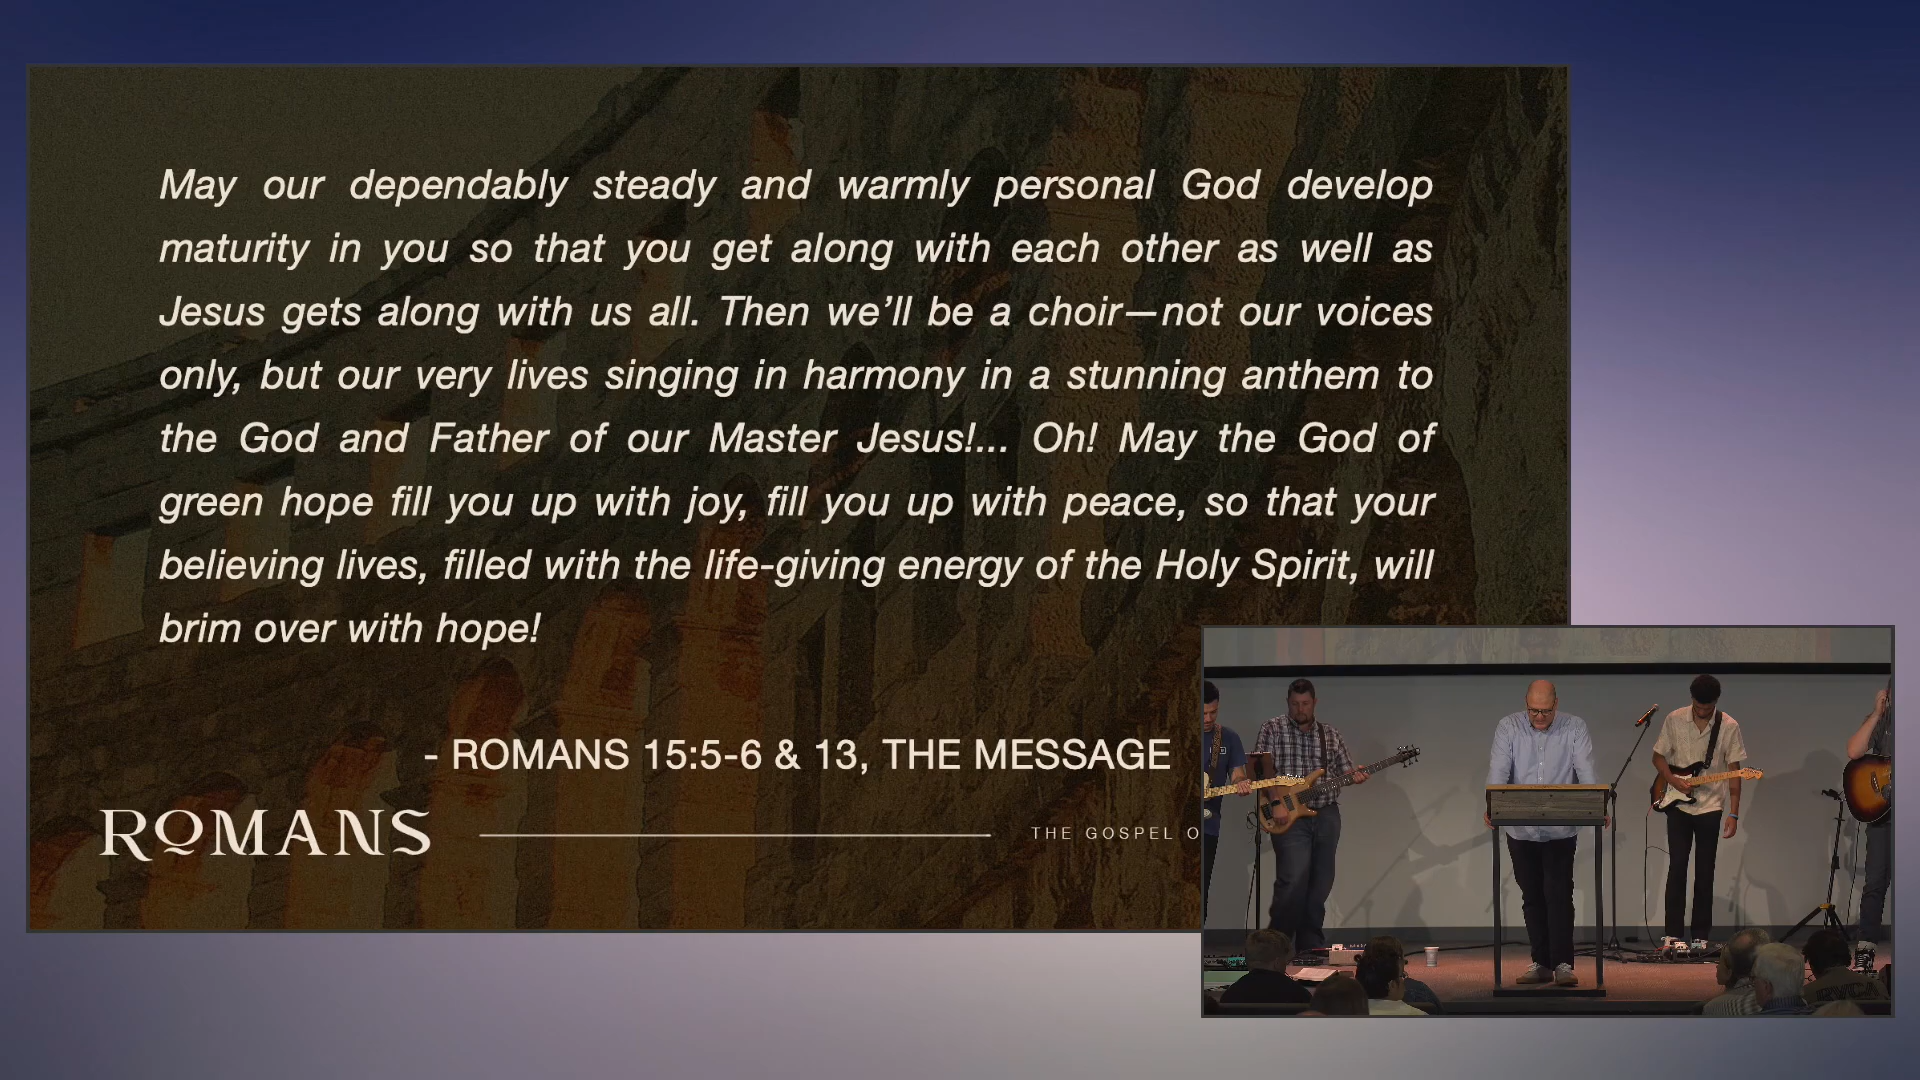 May our dependably steady and warmly personal God develop
maturity in you so that you get along with each other as well as
Jesus gets along with us all. Then we’ll be a choir—not our voices
only, but our very lives singing in harmony in a stunning anthem to
the God and Father of our Master Jesus!... Oh! May the God of
green hope fill you up with joy, fill you up with peace, so that your
believing lives, filled with the life-giving energy of the Holy Spirit, will
brim over with hope!
- ROMANS 15:5-6 & 13, THE MESSAGE
ROMANS
THE GOSPEL O
RVCA